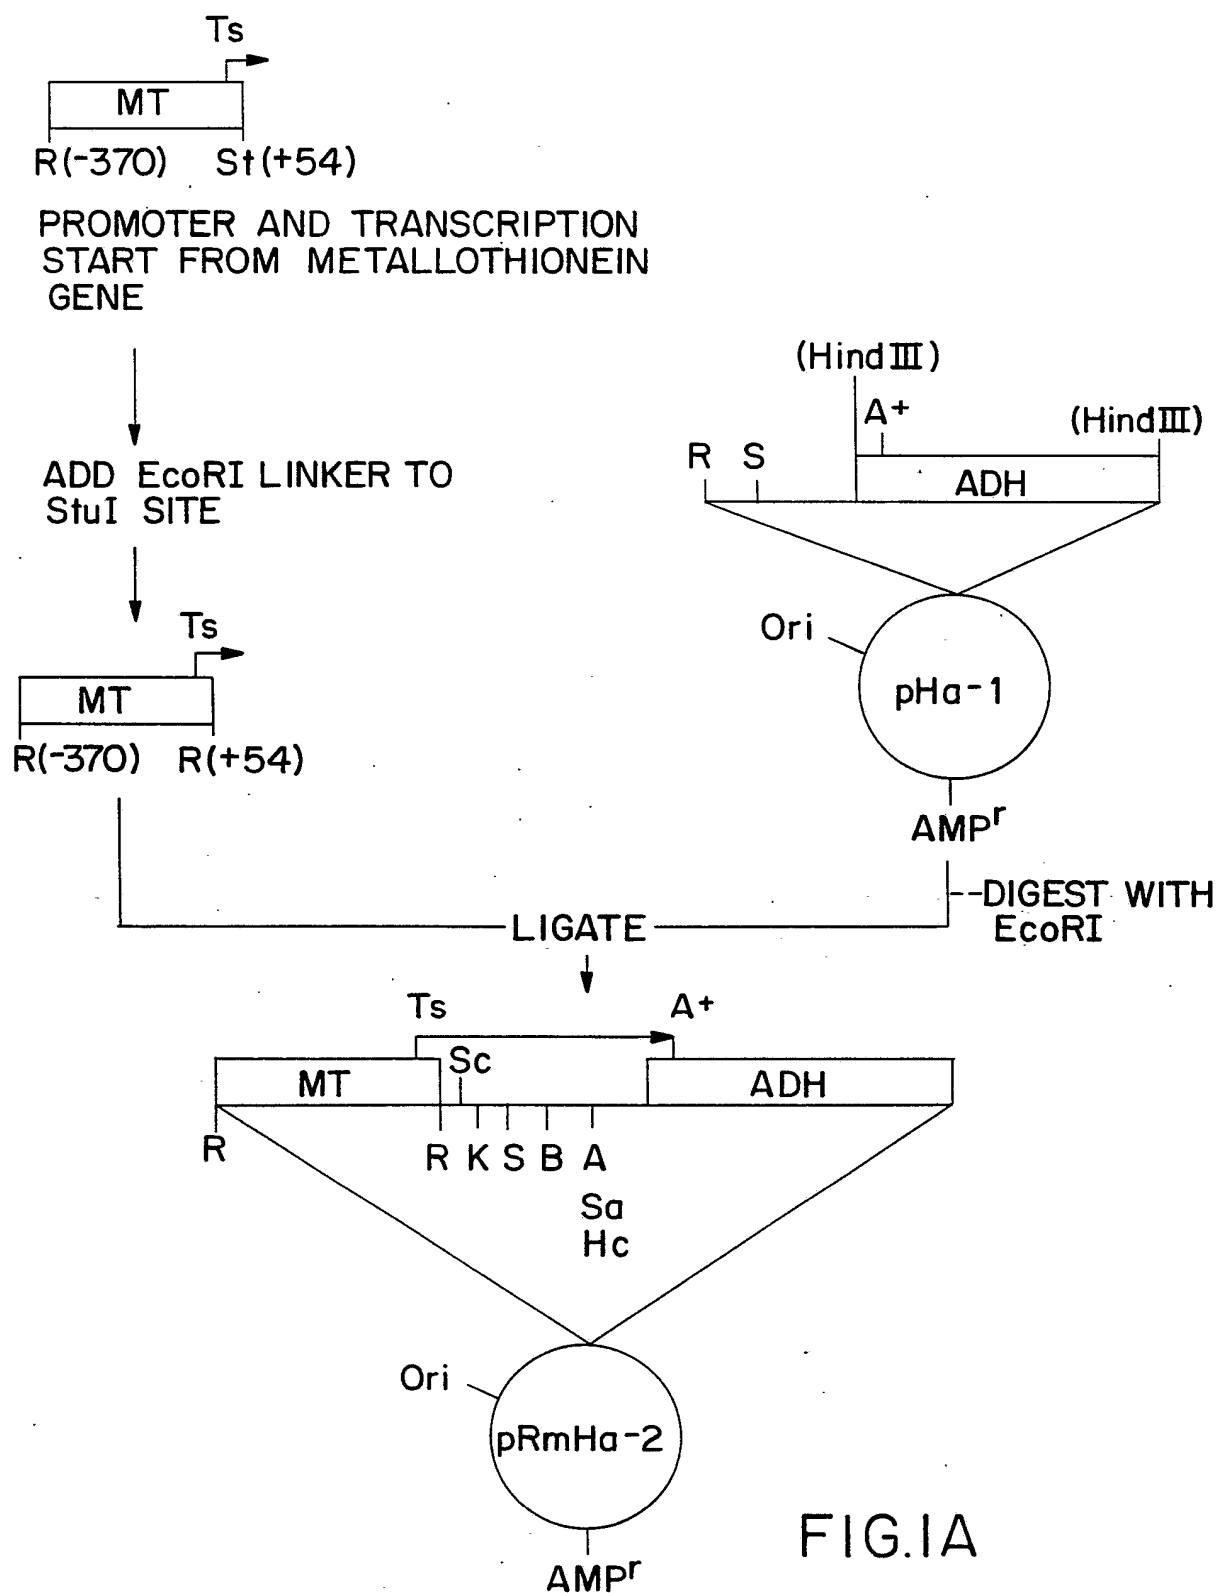 Ts
MT
R(-370) St(+54)
PROMOTER AND TRANSCRIPTION
START FROM METALLOTHIONEIN
GENE
ADD EcoRI LINKER TO
StuI SITE
Ts
MT
R(-370) R(+54)
(HindIII)
A+
(HindIII)
R S
ADH
Ori
pHa-1
AMPr
--DIGEST WITH
EcoRI
LIGATE
Ts A+
Sc
MT ADH
R
R K S B A
Sa
Hc
Ori
pRmHa-2
AMPr
FIG.1A